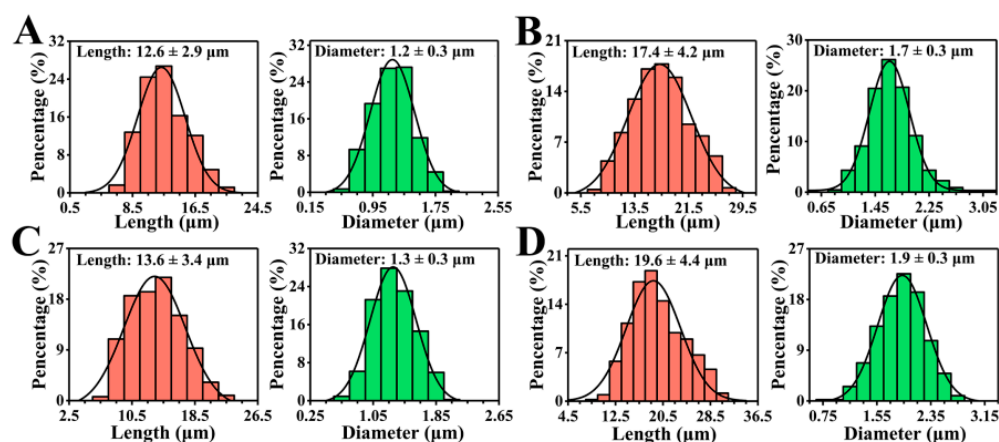 A
Length: 12.6 ± 2.9 μm
Pencentage (%)
32
24
16
8
0
0.5 8.5 16.5 24.5
Length (μm)
Diameter: 1.2 ± 0.3 μm
32
24
16
8
0
0.15 0.95 1.75 2.55
Diameter (μm)
B
Length: 17.4 ± 4.2 μm
Pencentage (%)
21
14
7
0
5.5 13.5 21.5 29.5
Length (μm)
Diameter: 1.7 ± 0.3 μm
Pencentage (%)
30
20
10
0
0.65 1.45 2.25 3.05
Diameter (μm)
C
Length: 13.6 ± 3.4 μm
Pencentage (%)
27
18
9
0
2.5 10.5 18.5 26.5
Length (μm)
Diameter: 1.3 ± 0.3 μm
Pencentage (%)
32
24
16
8
0
0.25 1.05 1.85 2.65
Diameter (μm)
D
Length: 19.6 ± 4.4 μm
Pencentage (%)
21
14
7
0
4.5 12.5 20.5 28.5 36.5
Length (μm)
Diameter: 1.9 ± 0.3 μm
Pencentage (%)
27
18
9
0
0.75 1.55 2.35 3.15
Diameter (μm)